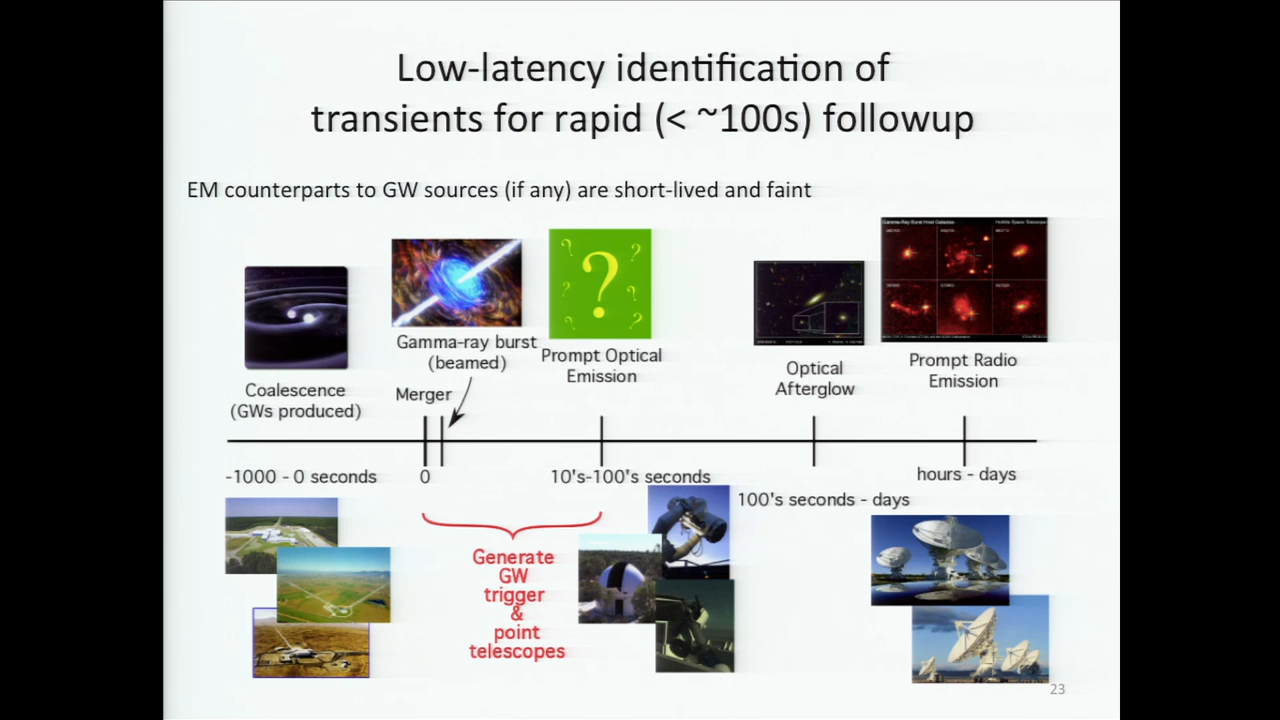 Low-latency identification of
transients for rapid (< ~100s) followup
EM counterparts to GW sources (if any) are short-lived and faint
Gamma-ray burst
(beamed)
Prompt Optical
Emission
Optical
Afterglow
Prompt Radio
Emission
Coalescence
(GWs produced)
Merger
-1000 - 0 seconds
0
10's-100's seconds
100's seconds - days
hours - days
Generate
GW
trigger
&
point
telescopes
? ? ? ? ? ?
23